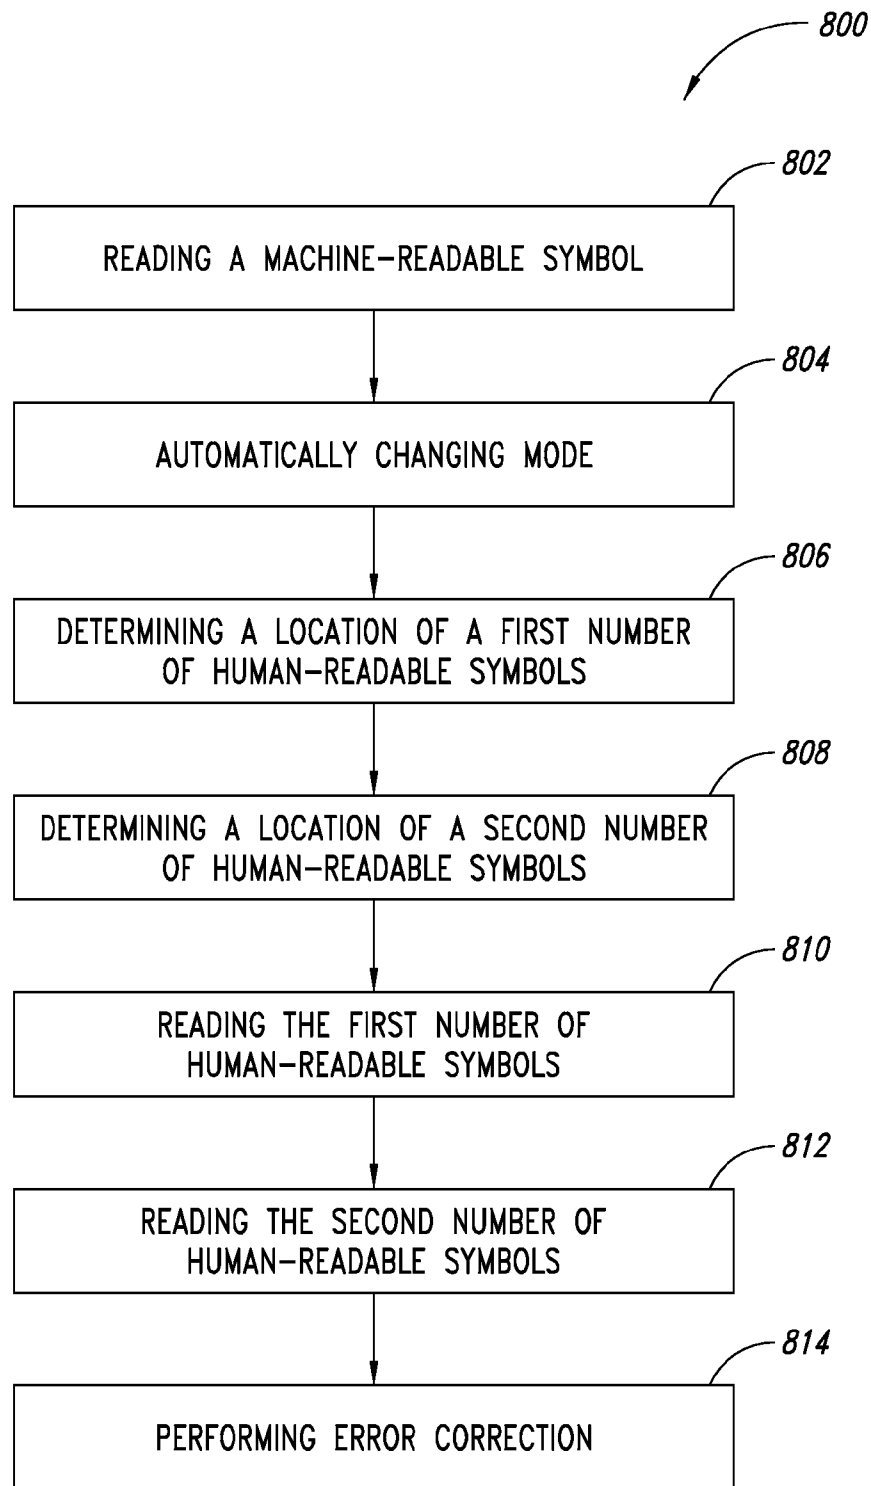 800
802
READING A MACHINE-READABLE SYMBOL
804
AUTOMATICALLY CHANGING MODE
806
DETERMINING A LOCATION OF A FIRST NUMBER
OF HUMAN-READABLE SYMBOLS
808
DETERMINING A LOCATION OF A SECOND NUMBER
OF HUMAN-READABLE SYMBOLS
810
READING THE FIRST NUMBER OF
HUMAN-READABLE SYMBOLS
812
READING THE SECOND NUMBER OF
HUMAN-READABLE SYMBOLS
814
PERFORMING ERROR CORRECTION